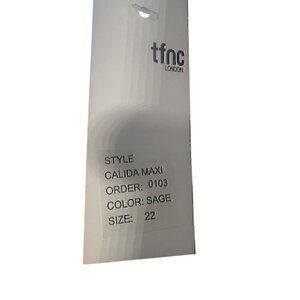 tfnc
LONDON
STYLE
CALIDA MAXI
ORDER: 0103
COLOR: SAGE
SIZE: 22